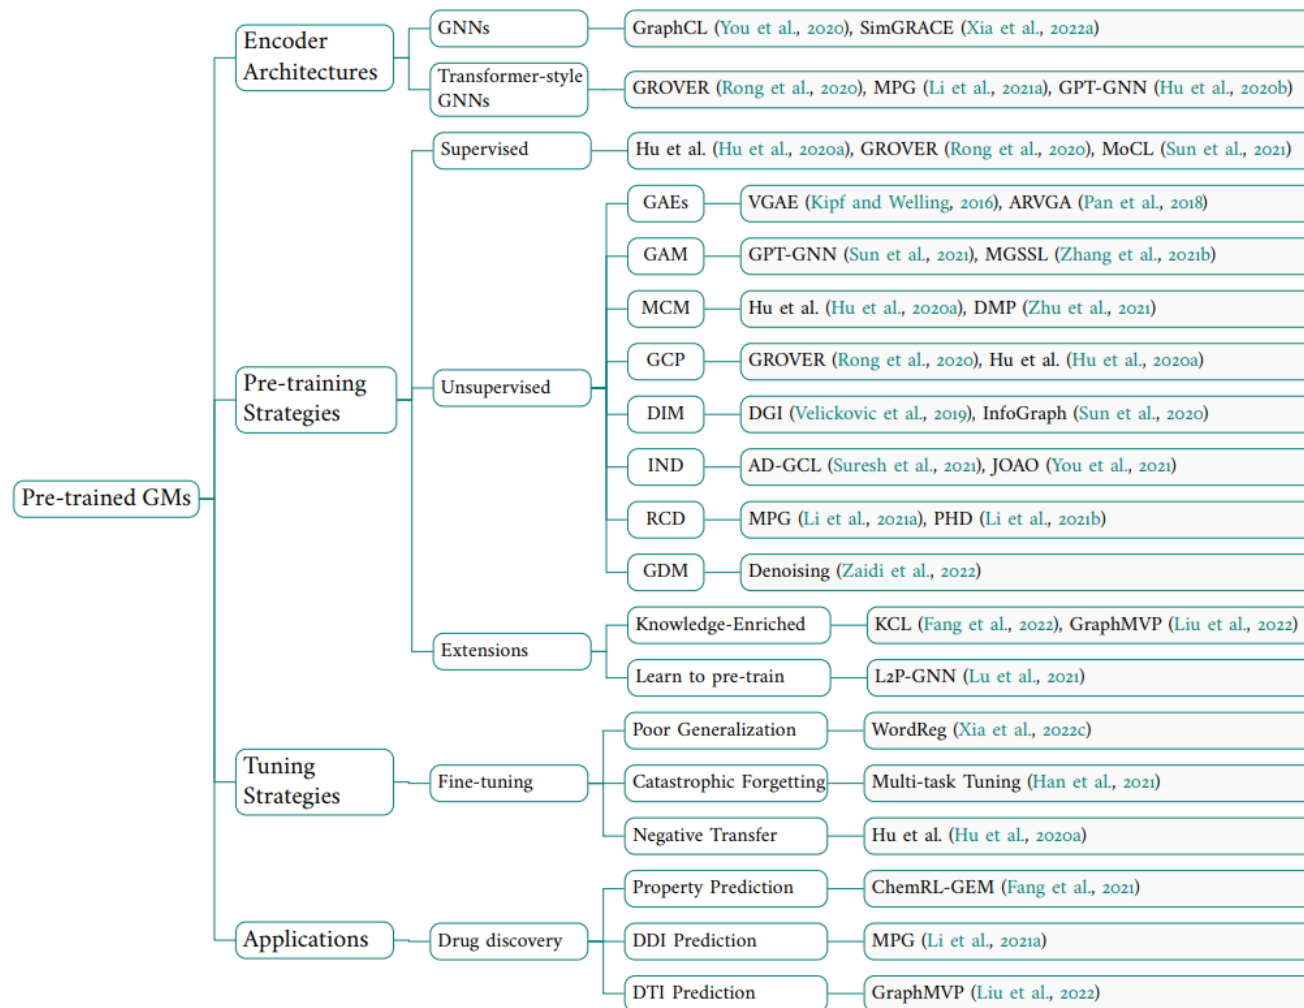 Encoder
Architectures
GNNs
GraphCL (You et al., 2020), SimGRACE (Xia et al., 2022a)
Transformer-style
GNNs
GROVER (Rong et al., 2020), MPG (Li et al., 2021a), GPT-GNN (Hu et al., 2020b)
Pre-trained GMs
Pre-training
Strategies
Supervised
Hu et al. (Hu et al., 2020a), GROVER (Rong et al., 2020), MoCL (Sun et al., 2021)
Unsupervised
GAEs
VGAE (Kipf and Welling, 2016), ARVGA (Pan et al., 2018)
GAM
GPT-GNN (Sun et al., 2021), MGSSL (Zhang et al., 2021b)
MCM
Hu et al. (Hu et al., 2020a), DMP (Zhu et al., 2021)
GCP
GROVER (Rong et al., 2020), Hu et al. (Hu et al., 2020a)
DIM
DGI (Velickovic et al., 2019), InfoGraph (Sun et al., 2020)
IND
AD-GCL (Suresh et al., 2021), JOAO (You et al., 2021)
RCD
MPG (Li et al., 2021a), PHD (Li et al., 2021b)
GDM
Denoising (Zaidi et al., 2022)
Extensions
Knowledge-Enriched
KCL (Fang et al., 2022), GraphMVP (Liu et al., 2022)
Learn to pre-train
L2P-GNN (Lu et al., 2021)
Tuning
Strategies
Fine-tuning
Poor Generalization
WordReg (Xia et al., 2022c)
Catastrophic Forgetting
Multi-task Tuning (Han et al., 2021)
Negative Transfer
Hu et al. (Hu et al., 2020a)
Applications
Drug discovery
Property Prediction
ChemRL-GEM (Fang et al., 2021)
DDI Prediction
MPG (Li et al., 2021a)
DTI Prediction
GraphMVP (Liu et al., 2022)